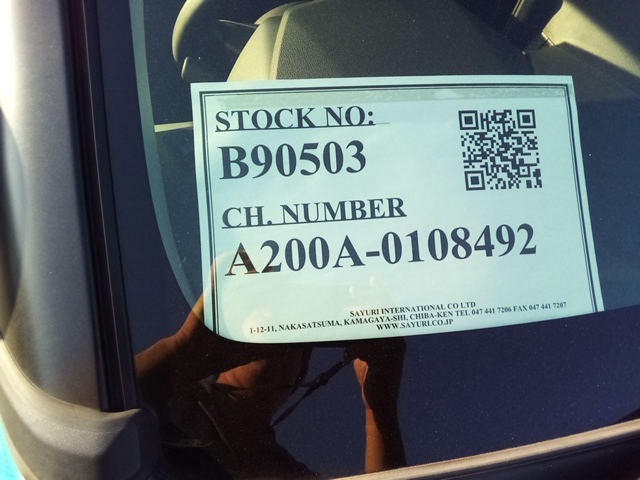 STOCK NO:
B90503
CH. NUMBER
A200A-0108492
SAYURI INTERNATIONAL CO LTD
1-12-11, NAKASATSUMA, KAMAGAYA-SHI, CHIBA-KEN TEL 047 441 7206 FAX 047 441 7207
WWW.SAYURI.CO.JP